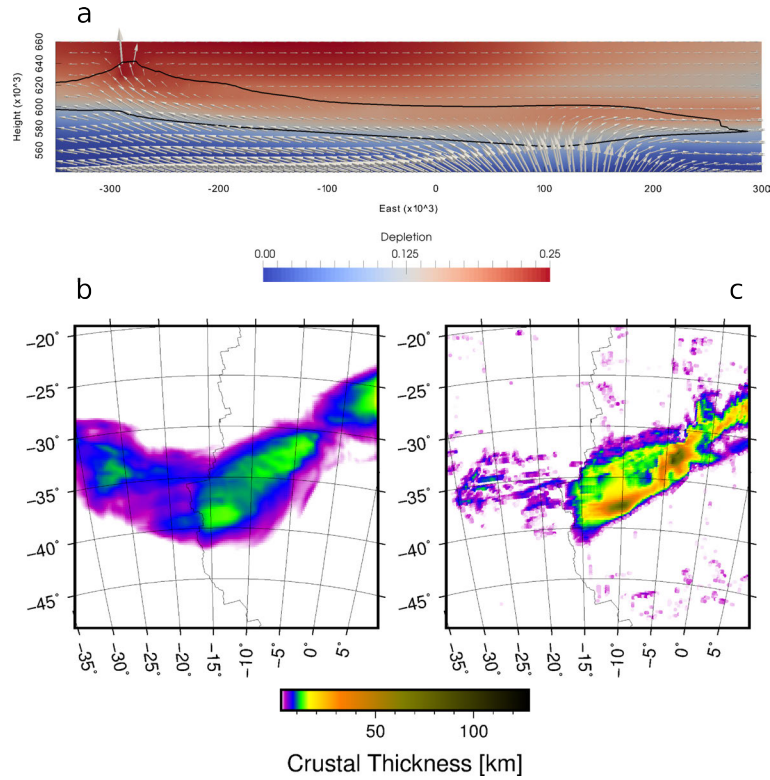 a
Height (x10^3)
560 580 600 620 640 660
-300 -200 -100 0 100 200 300
East (x10^3)
Depletion
0.00 0.125 0.25
b c
−20˚ −20˚
−25˚ −25˚
−30˚ −30˚
−35˚ −35˚
−40˚ −40˚
−45˚ −45˚
−35˚ −30˚ −25˚ −20˚ −15˚ −10˚ −5˚ 0˚ 5˚ −35˚ −30˚ −25˚ −20˚ −15˚ −10˚ −5˚ 0˚ 5˚
50 100
Crustal Thickness [km]